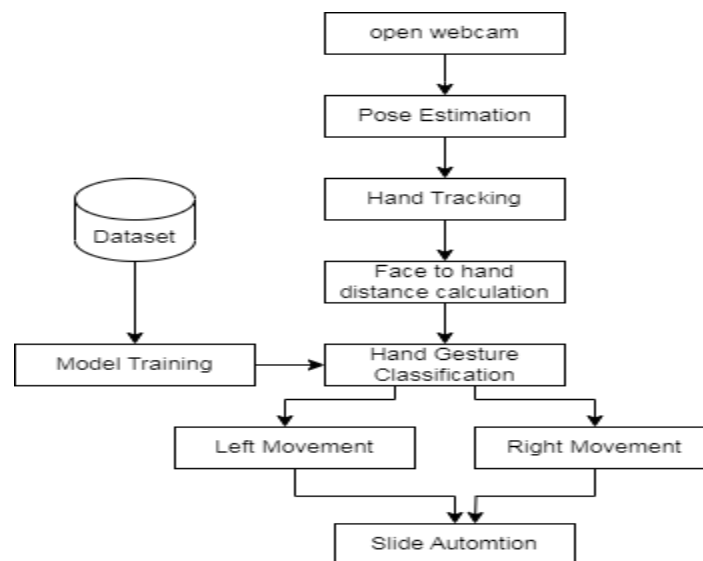 open webcam
Pose Estimation
Hand Tracking
Dataset
Face to hand
distance calculation
Model Training
Hand Gesture
Classification
Left Movement
Right Movement
Slide Automtion